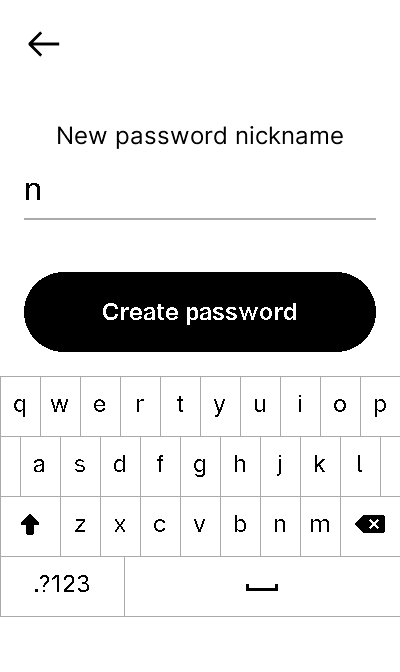 New password nickname
n
Create password
q w e r t y u i o p
a s d f g h j k l
z x c v b n m
.?123